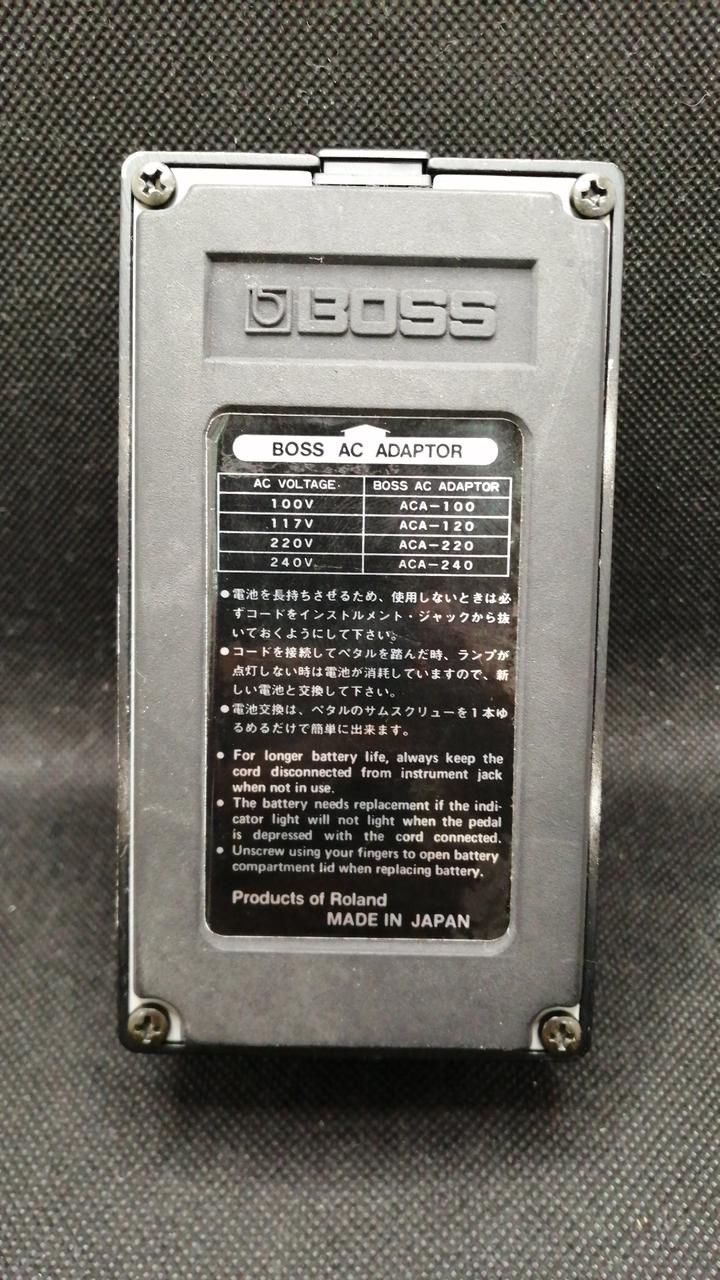 BOSS
BOSS AC ADAPTOR
AC VOLTAGE BOSS AC ADAPTOR
100V ACA-100
117V ACA-120
220V ACA-220
240V ACA-240
●電池を長持ちさせるため、使用しないときは必
ずコードをインストルメント・ジャックから抜
いておくようにして下さい。
●コードを接続してペタルを踏んだ時、ランプが
点灯しない時は電池が消耗していますので、新
しい電池と交換して下さい。
●電池交換は、ペタルのサムスクリューを1本ゆ
るめるだけで簡単に出来ます。
● For longer battery life, always keep the
cord disconnected from instrument jack
when not in use.
● The battery needs replacement if the indi-
cator light will not light when the pedal
is depressed with the cord connected.
● Unscrew using your fingers to open battery
compartment lid when replacing battery.
Products of Roland
MADE IN JAPAN